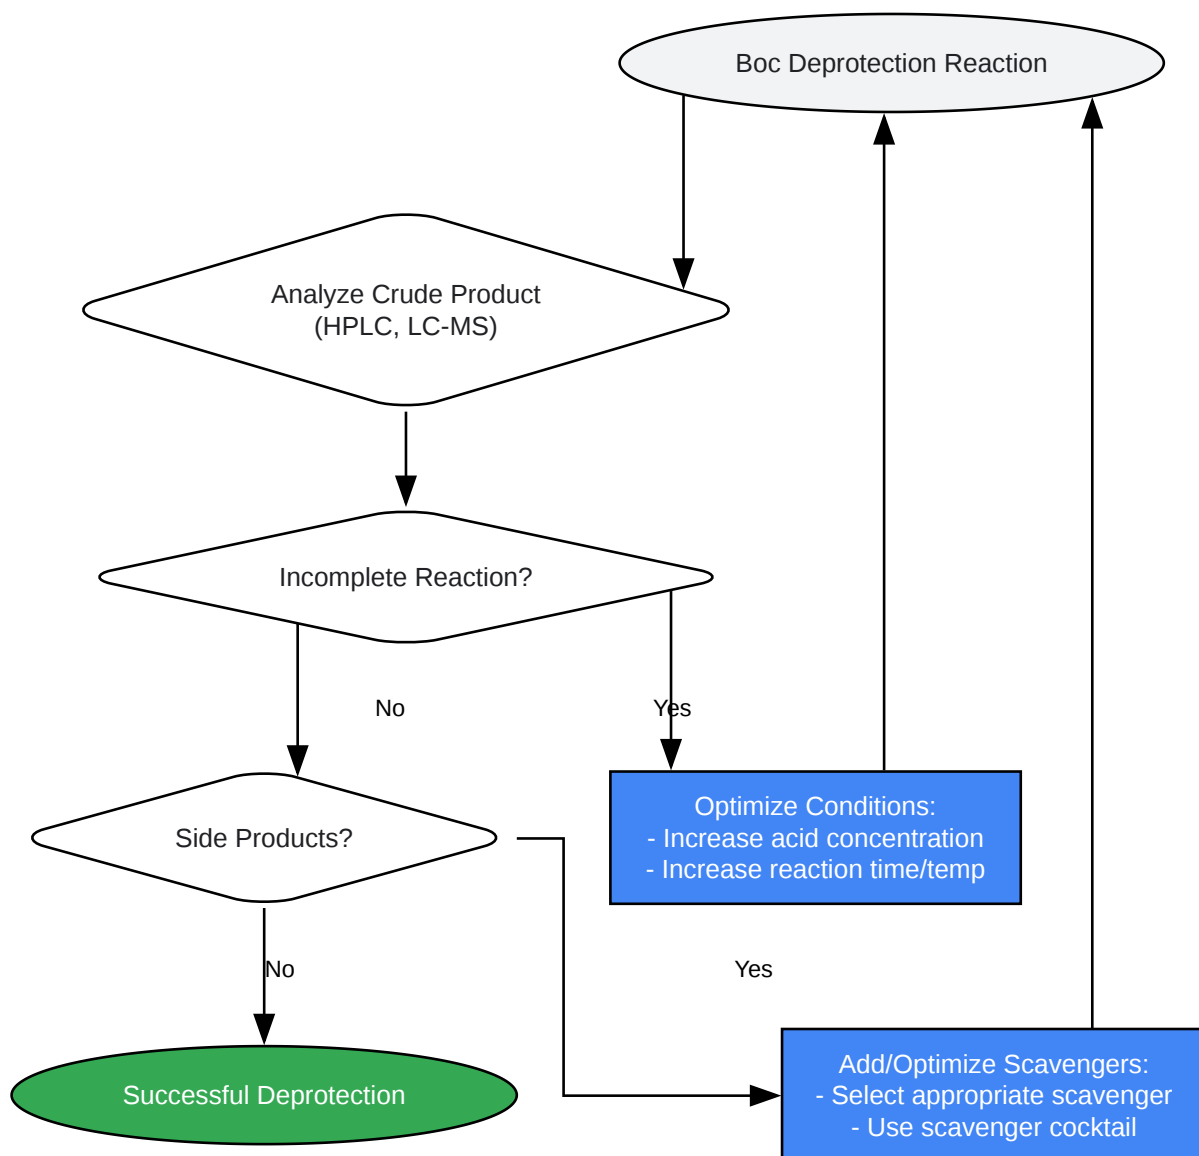 Boc Deprotection Reaction
Analyze Crude Product
(HPLC, LC-MS)
Incomplete Reaction?
No
Yes
Optimize Conditions:
- Increase acid concentration
- Increase reaction time/temp
Side Products?
No
Yes
Successful Deprotection
Add/Optimize Scavengers:
- Select appropriate scavenger
- Use scavenger cocktail